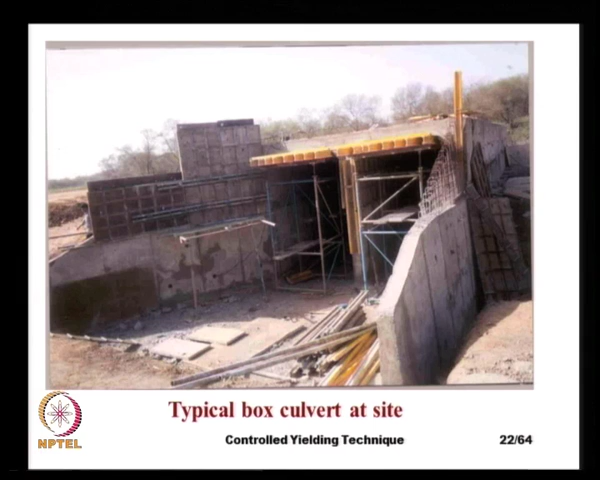 Typical box culvert at site
NPTEL
Controlled Yielding Technique
22/64